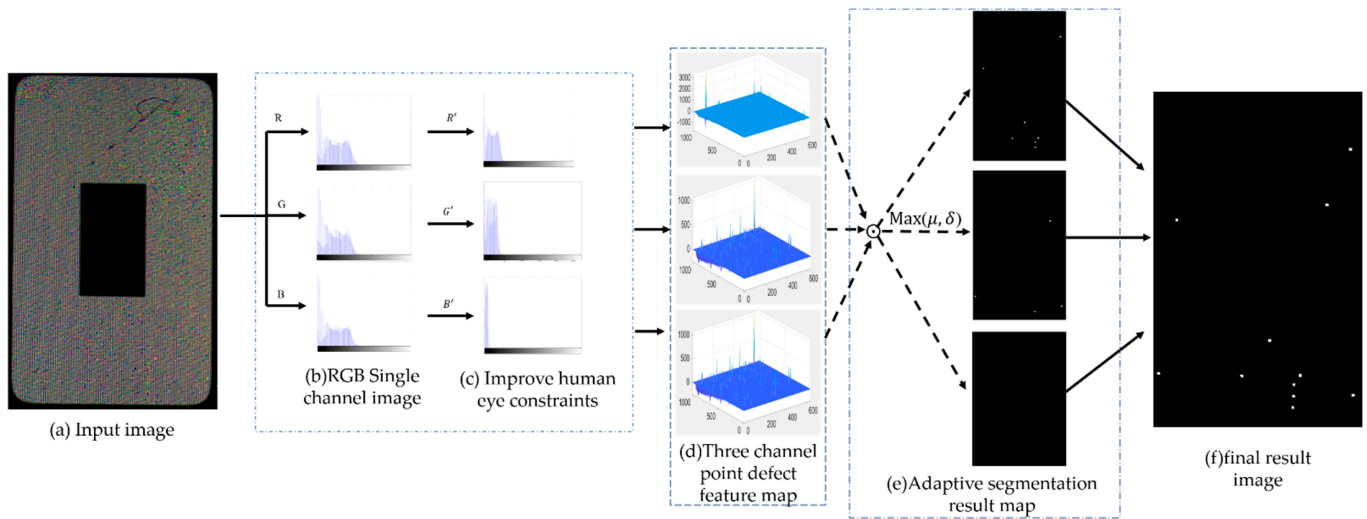 R
R′
G
G′
B
B′
(a) Input image
(b)RGB Single
channel image
(c) Improve human
eye constraints
3000
2000
1000
0
-1000
1000
500
0
0
200
400
600
1000
500
0
1000
500
0
0
200
400
600
1000
500
0
1000
500
0
0
200
400
600
(d)Three channel
point defect
feature map
Max(μ, δ)
(e)Adaptive segmentation
result map
(f)final result
image